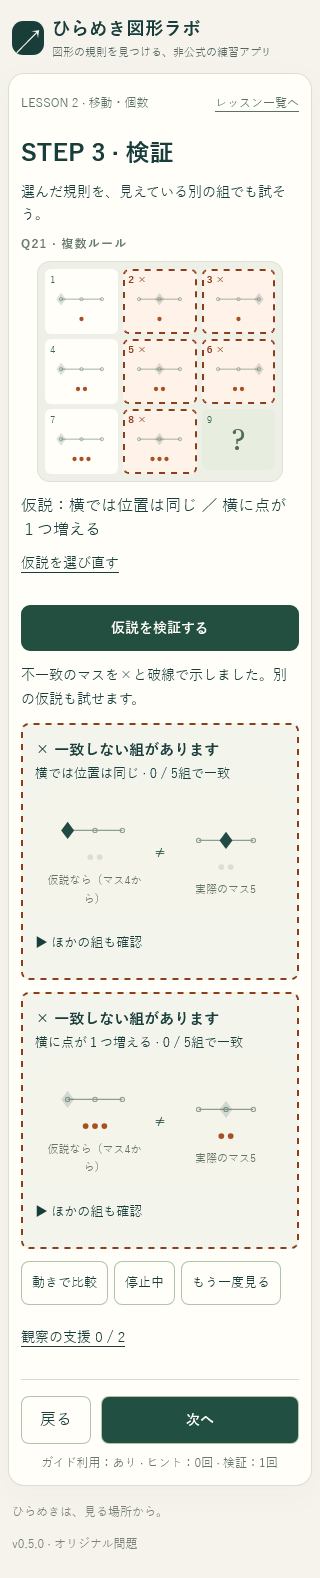 ひらめき図形ラボ
図形の規則を見つける、非公式の練習アプリ
LESSON 2 · 移動・個数
レッスン一覧へ
STEP 3 · 検証
選んだ規則を、見えている別の組でも試そ
う。
Q21 · 複数ルール
1
2 ×
3 ×
4
5 ×
6 ×
7
8 ×
9
?
仮説：横では位置は同じ ／ 横に点が
１つ増える
仮説を選び直す
仮説を検証する
不一致のマスを×と破線で示しました。別
の仮説も試せます。
× 一致しない組があります
横では位置は同じ · 0 / 5組で一致
≠
仮説なら（マス4か
ら）
実際のマス5
▶ ほかの組も確認
× 一致しない組があります
横に点が１つ増える · 0 / 5組で一致
≠
仮説なら（マス4か
ら）
実際のマス5
▶ ほかの組も確認
動きで比較
停止中
もう一度見る
観察の支援 0 / 2
戻る
次へ
ガイド利用：あり · ヒント：0回 · 検証：1回
ひらめきは、見る場所から。
v0.5.0 · オリジナル問題